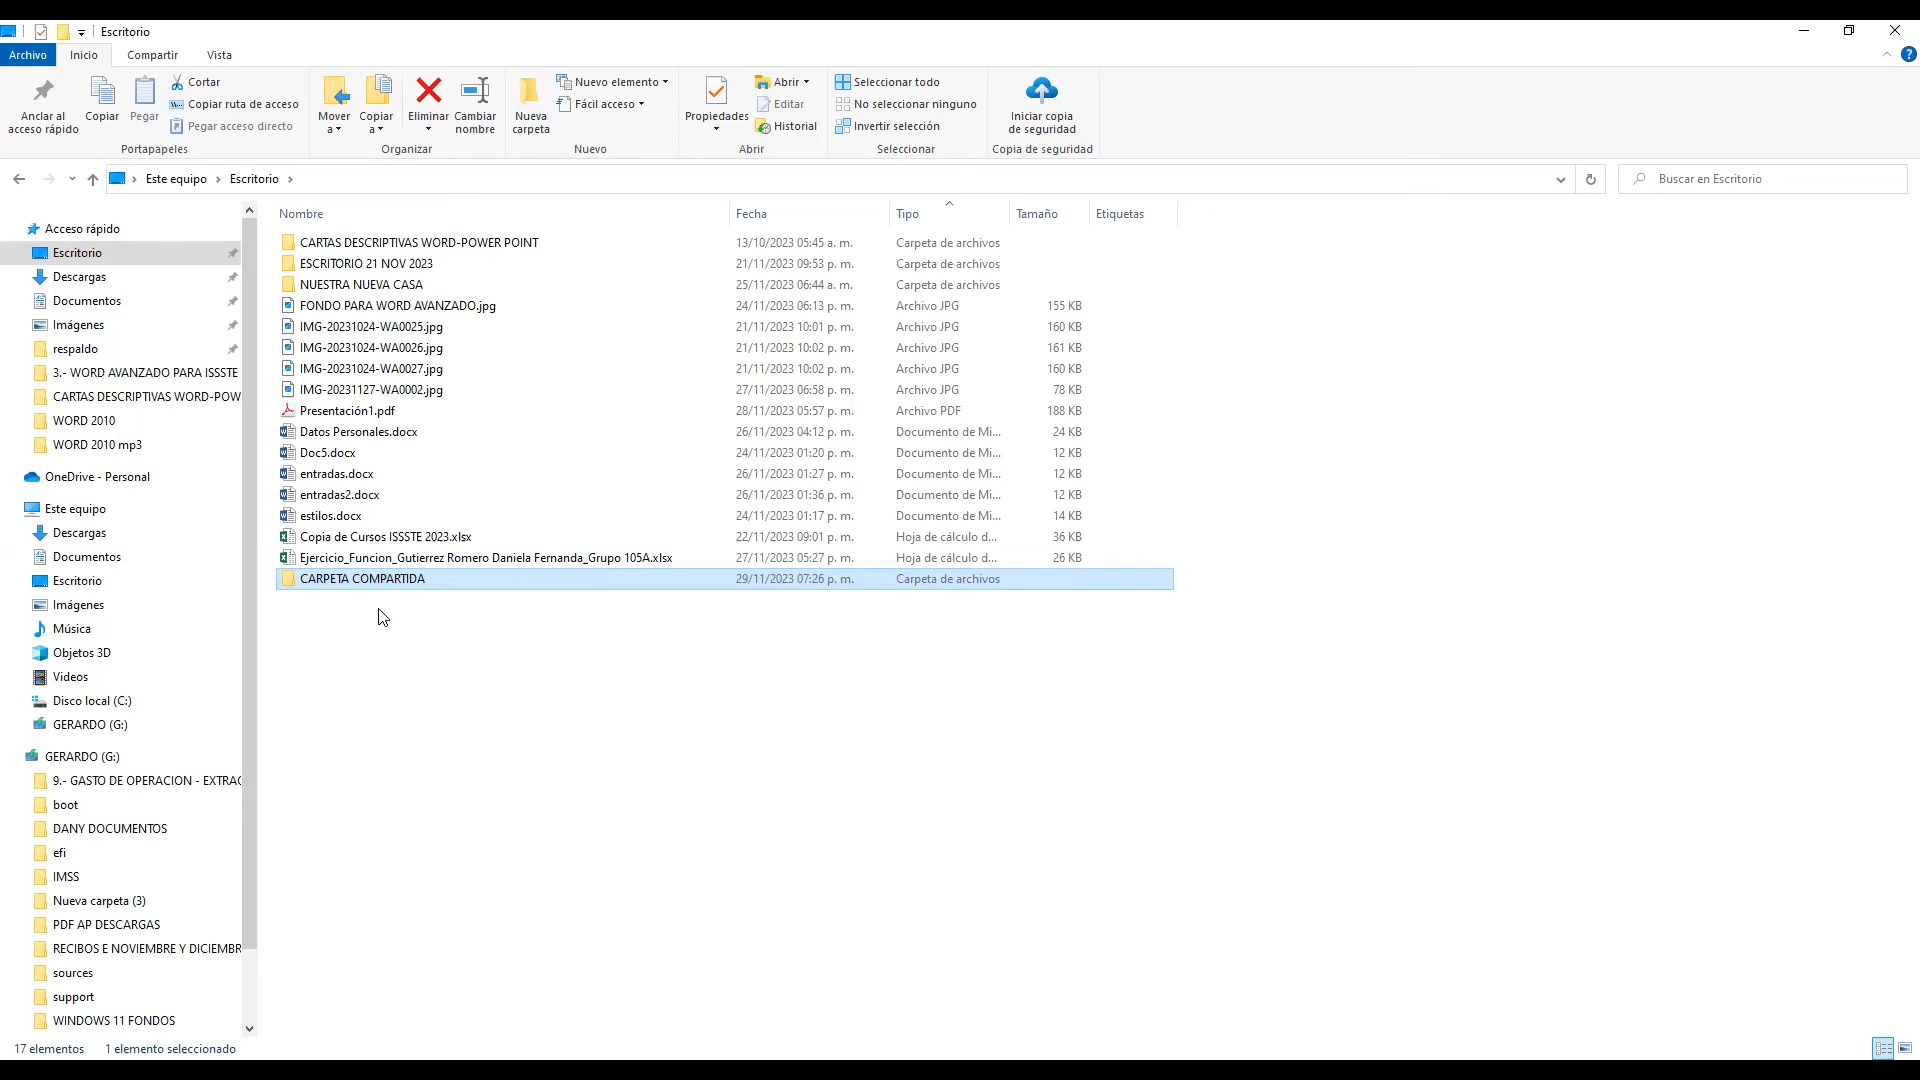 Escritorio
Archivo Inicio Compartir Vista
Anclar al acceso rápido
Copiar
Pegar
Cortar
Copiar ruta de acceso
Pegar acceso directo
Portapapeles
Mover a
Copiar a
Eliminar
Cambiar nombre
Organizar
Nueva carpeta
Nuevo elemento
Fácil acceso
Nuevo
Propiedades
Abrir
Editar
Historial
Abrir
Seleccionar todo
No seleccionar ninguno
Invertir selección
Seleccionar
Iniciar copia de seguridad
Copia de seguridad
Este equipo > Escritorio >
Buscar en Escritorio
Acceso rápido
Escritorio
Descargas
Documentos
Imágenes
respaldo
3.- WORD AVANZADO PARA ISSSTE
CARTAS DESCRIPTIVAS WORD-POW
WORD 2010
WORD 2010 mp3
OneDrive - Personal
Este equipo
Descargas
Documentos
Escritorio
Imágenes
Música
Objetos 3D
Videos
Disco local (C:)
GERARDO (G:)
GERARDO (G:)
9.- GASTO DE OPERACION - EXTRAC
boot
DANY DOCUMENTOS
efi
IMSS
Nueva carpeta (3)
PDF AP DESCARGAS
RECIBOS E NOVIEMBRE Y DICIEMBR
sources
support
WINDOWS 11 FONDOS
Nombre Fecha Tipo Tamaño Etiquetas
CARTAS DESCRIPTIVAS WORD-POWER POINT 13/10/2023 05:45 a. m. Carpeta de archivos
ESCRITORIO 21 NOV 2023 21/11/2023 09:53 p. m. Carpeta de archivos
NUESTRA NUEVA CASA 25/11/2023 06:44 a. m. Carpeta de archivos
FONDO PARA WORD AVANZADO.jpg 24/11/2023 06:13 p. m. Archivo JPG 155 KB
IMG-20231024-WA0025.jpg 21/11/2023 10:01 p. m. Archivo JPG 160 KB
IMG-20231024-WA0026.jpg 21/11/2023 10:02 p. m. Archivo JPG 161 KB
IMG-20231024-WA0027.jpg 21/11/2023 10:02 p. m. Archivo JPG 160 KB
IMG-20231127-WA0002.jpg 27/11/2023 06:58 p. m. Archivo JPG 78 KB
Presentación1.pdf 28/11/2023 05:57 p. m. Archivo PDF 188 KB
Datos Personales.docx 26/11/2023 04:12 p. m. Documento de Mi... 24 KB
Doc5.docx 24/11/2023 01:20 p. m. Documento de Mi... 12 KB
entradas.docx 26/11/2023 01:27 p. m. Documento de Mi... 12 KB
entradas2.docx 26/11/2023 01:36 p. m. Documento de Mi... 12 KB
estilos.docx 24/11/2023 01:17 p. m. Documento de Mi... 14 KB
Copia de Cursos ISSSTE 2023.xlsx 22/11/2023 09:01 p. m. Hoja de cálculo d... 36 KB
Ejercicio_Funcion_Gutierrez Romero Daniela Fernanda_Grupo 105A.xlsx 27/11/2023 05:27 p. m. Hoja de cálculo d... 26 KB
CARPETA COMPARTIDA 29/11/2023 07:26 p. m. Carpeta de archivos
17 elementos 1 elemento seleccionado